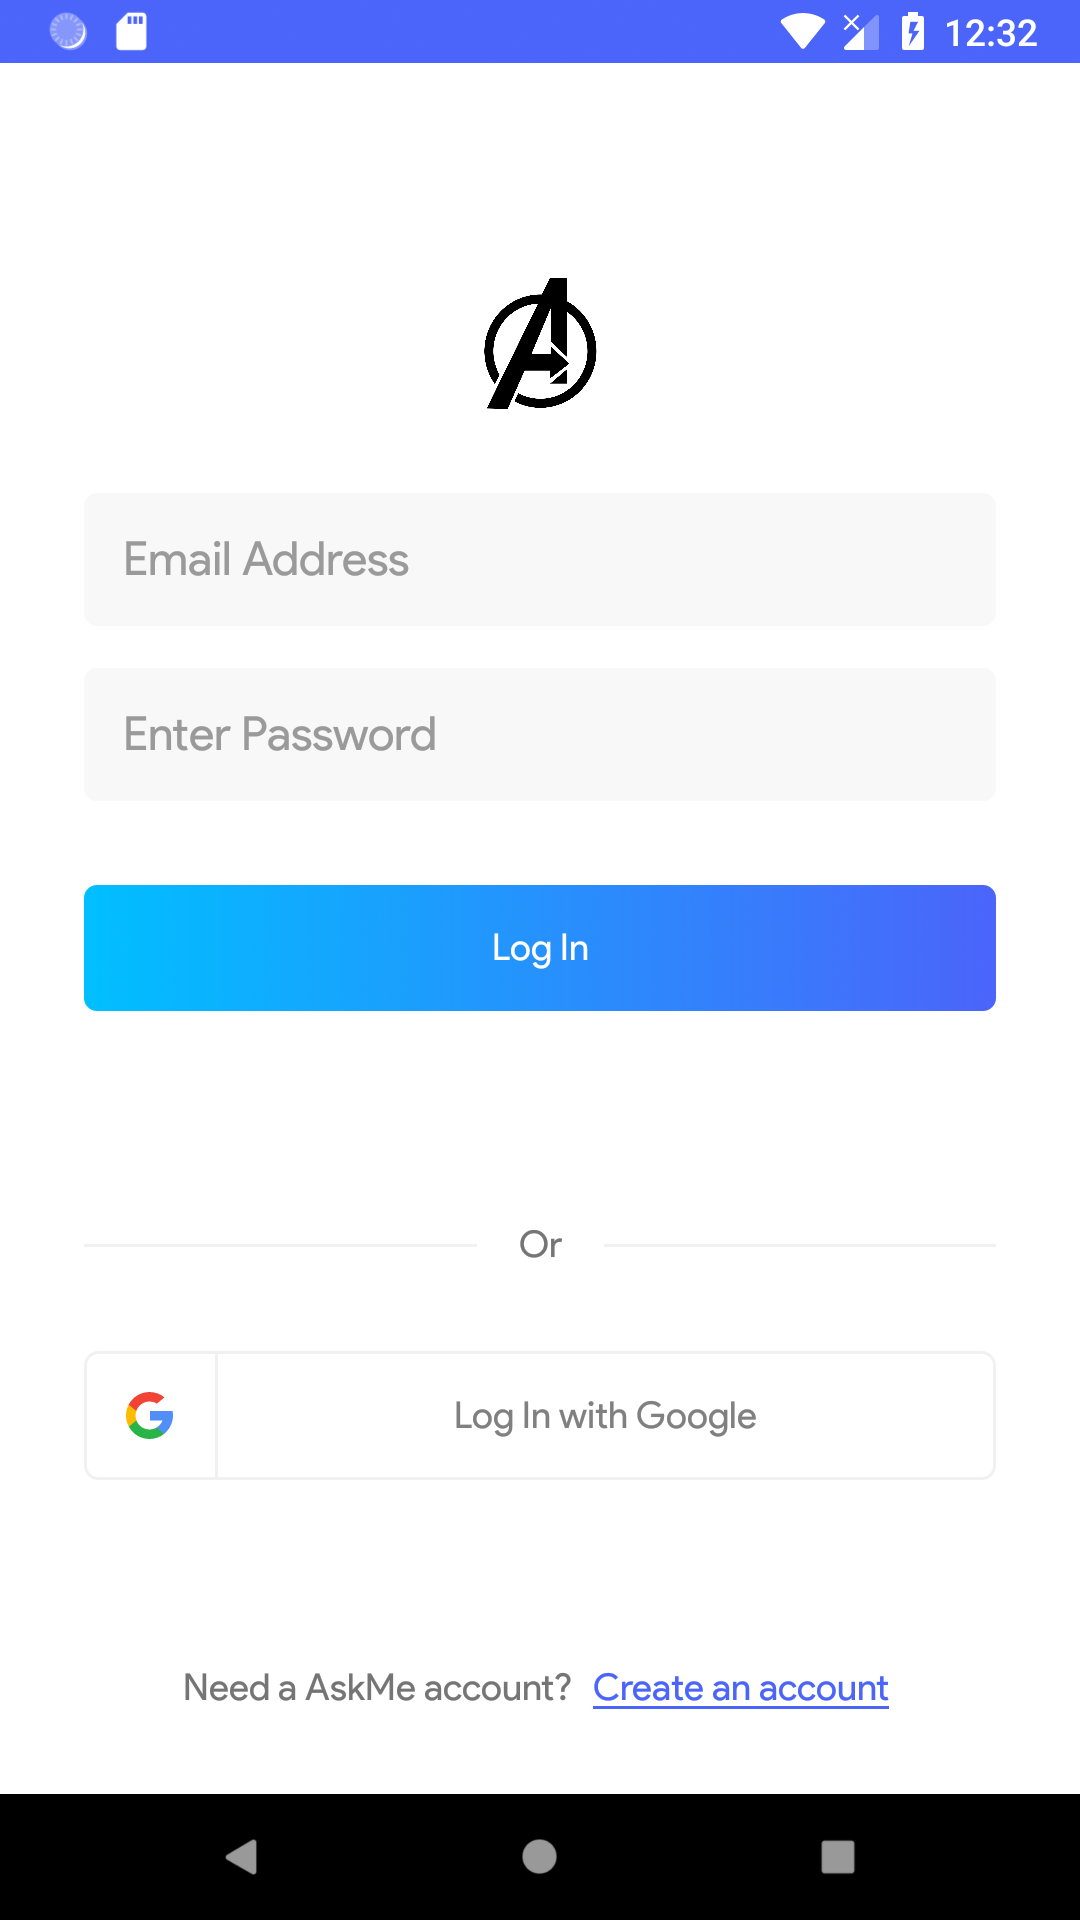 12:32
Email Address
Enter Password
Log In
Or
Log In with Google
Need a AskMe account? Create an account